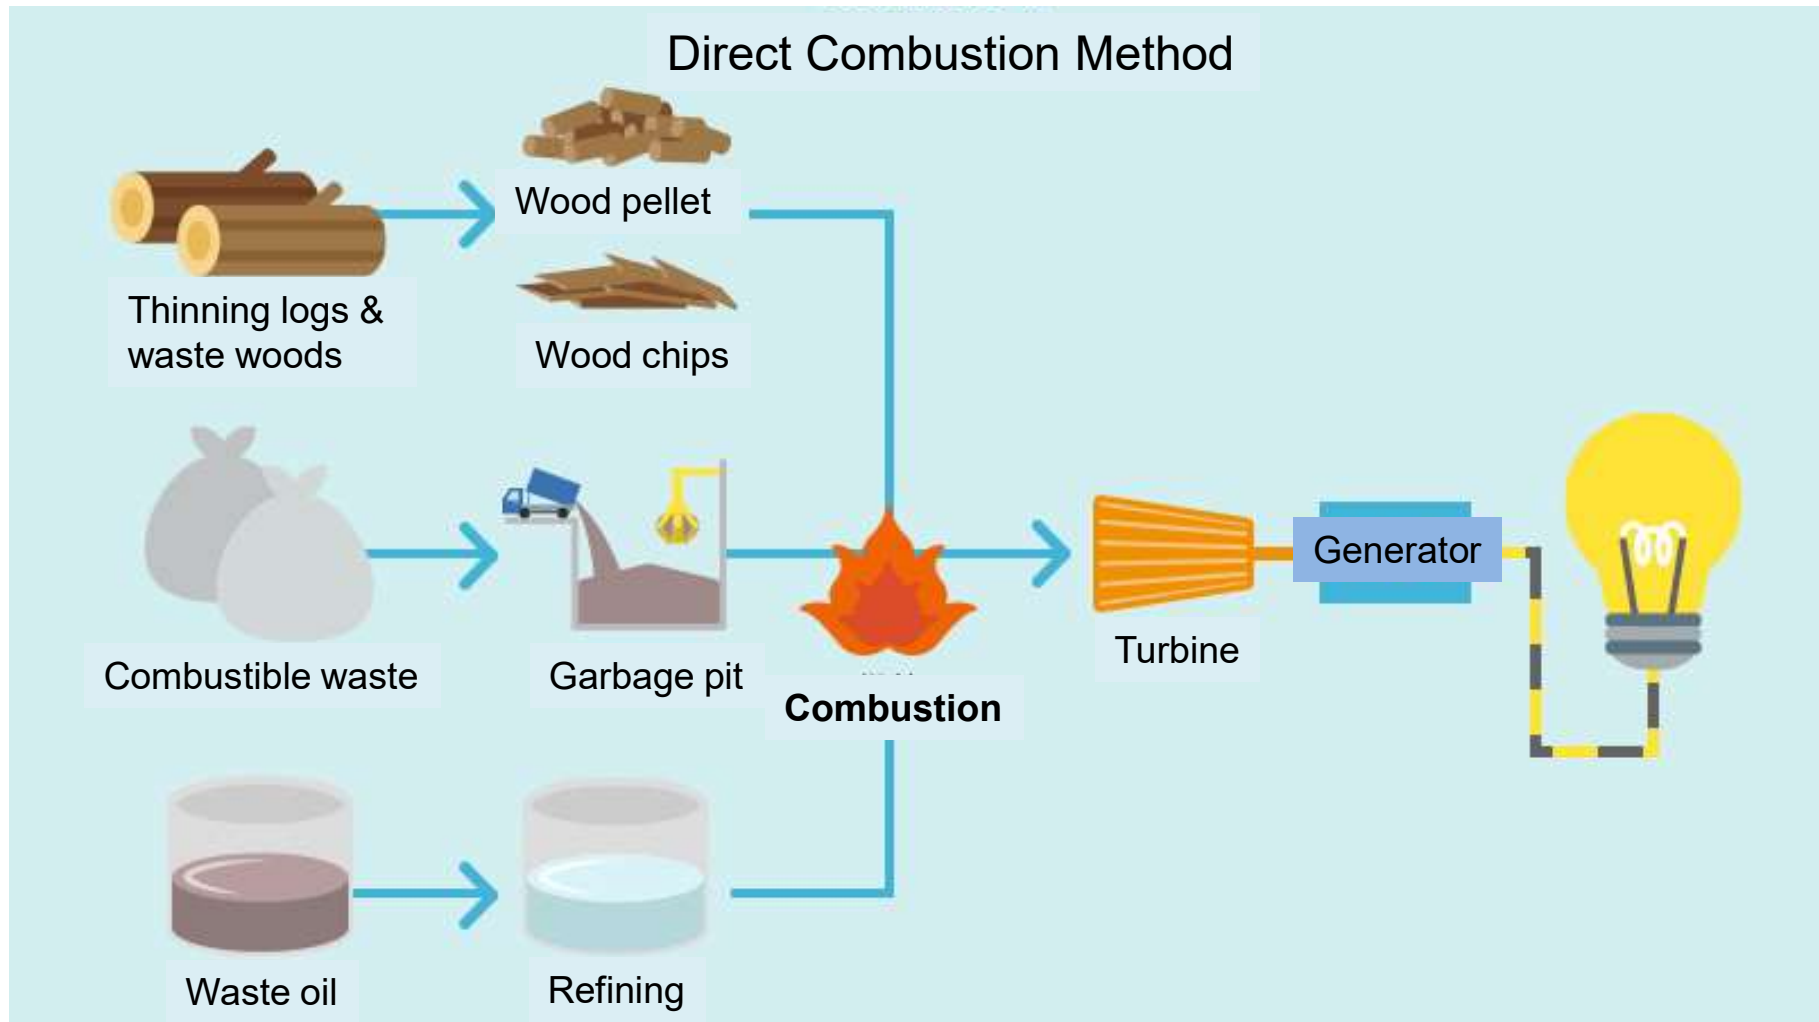 Direct Combustion Method
Wood pellet
Thinning logs &
waste woods
Wood chips
Combustible waste
Garbage pit
Combustion
Turbine
Generator
Waste oil
Refining